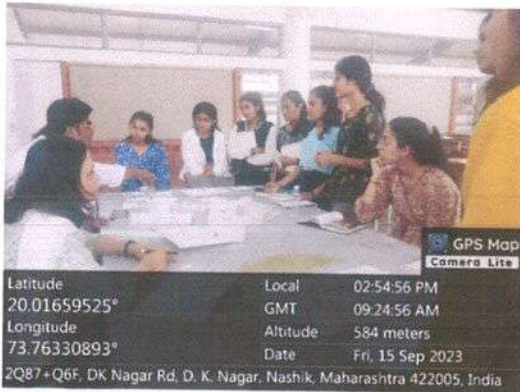 GPS Map
Camera Lite
Latitude
20.01659525°
Longitude
73.76330893°
Local 02:54:56 PM
GMT 09:24:56 AM
Altitude 584 meters
Date Fri, 15 Sep 2023
2Q87+Q6F, DK Nagar Rd, D. K. Nagar, Nashik, Maharashtra 422005, India